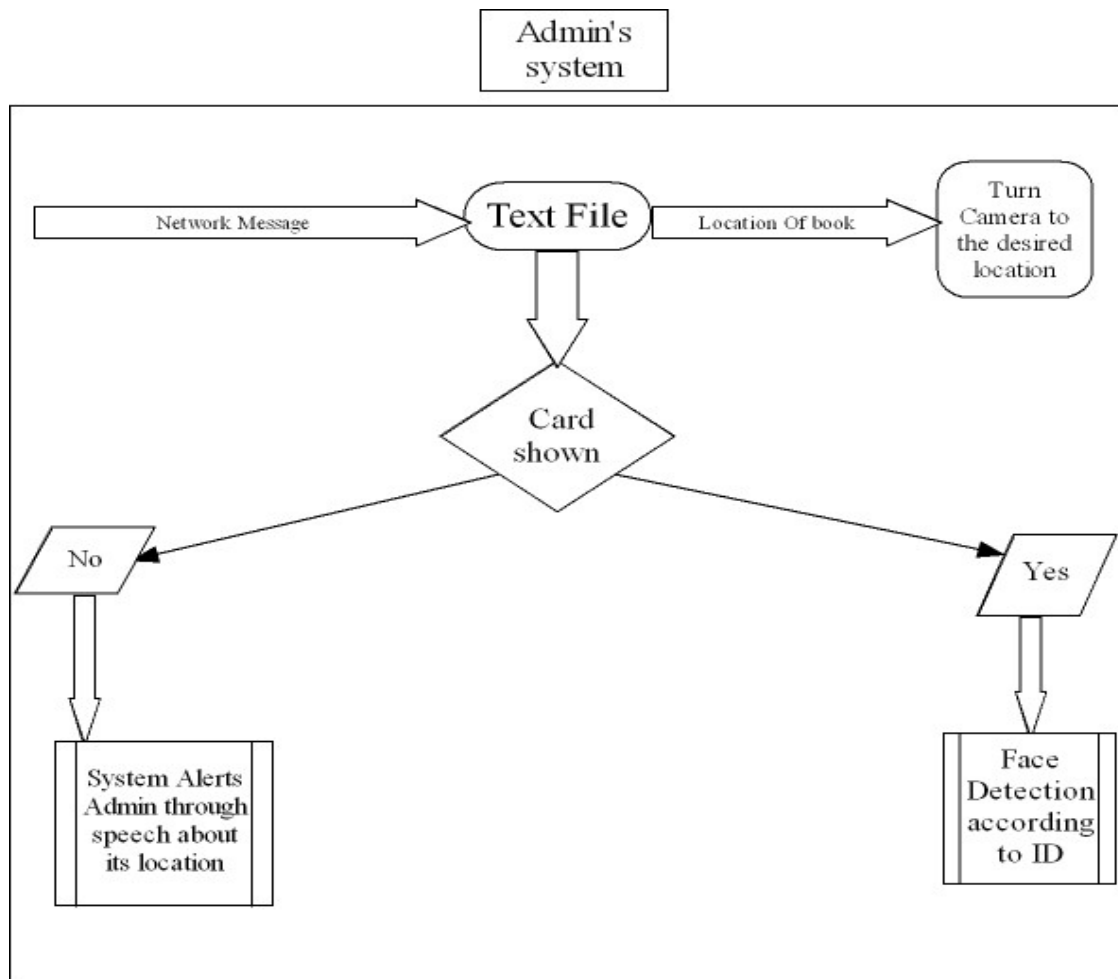 Admin's
system
Network Message
Text File
Location Of book
Turn
Camera to
the desired
location
Card
shown
No
Yes
System Alerts
Admin through
speech about
its location
Face
Detection
according
to ID